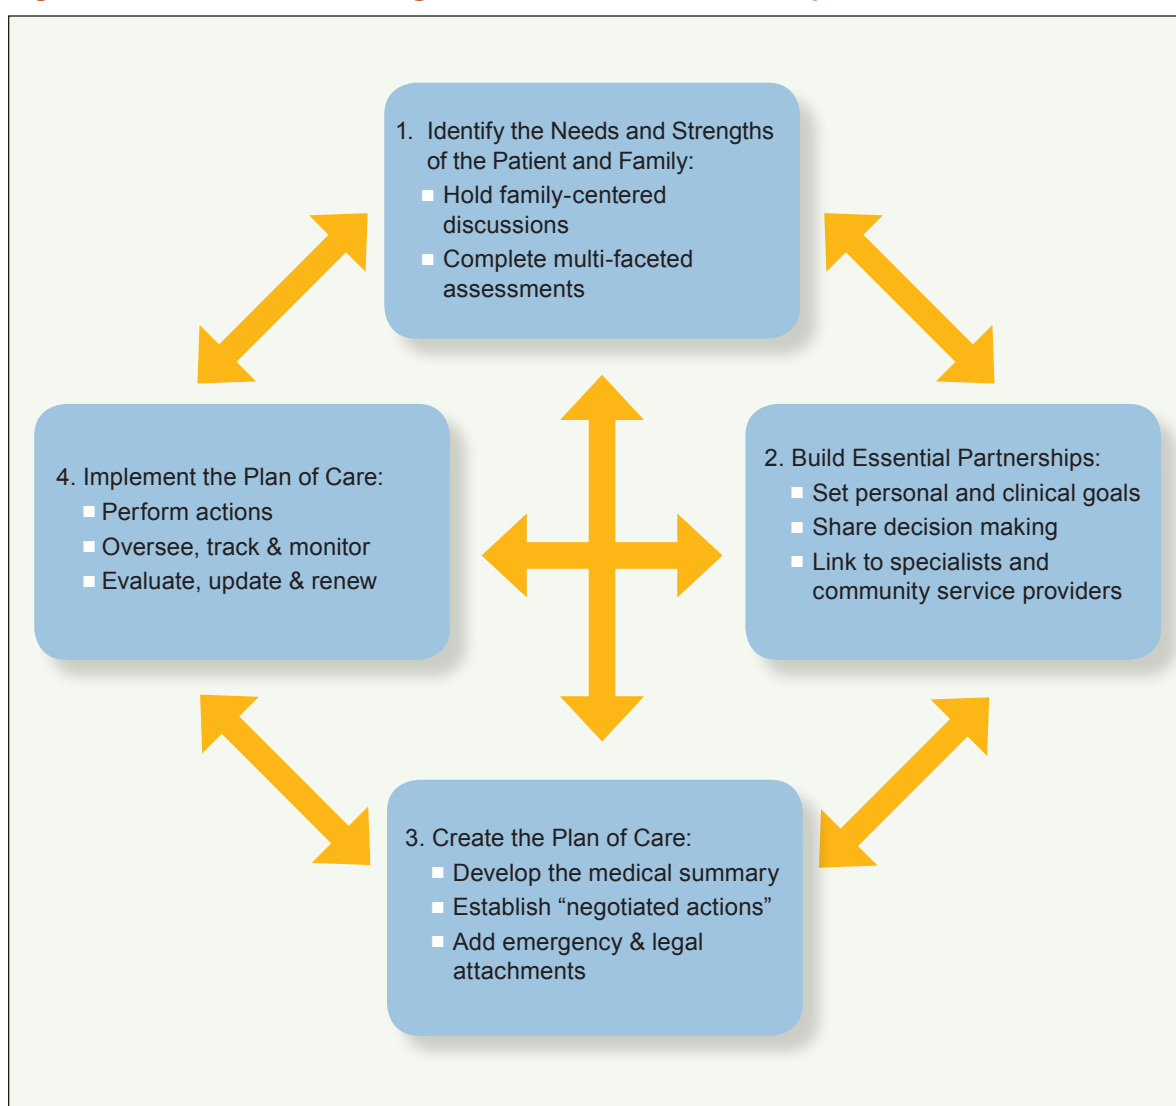 1. Identify the Needs and Strengths
of the Patient and Family:
Hold family-centered
discussions
Complete multi-faceted
assessments
2. Build Essential Partnerships:
Set personal and clinical goals
Share decision making
Link to specialists and
community service providers
3. Create the Plan of Care:
Develop the medical summary
Establish “negotiated actions”
Add emergency & legal
attachments
4. Implement the Plan of Care:
Perform actions
Oversee, track & monitor
Evaluate, update & renew